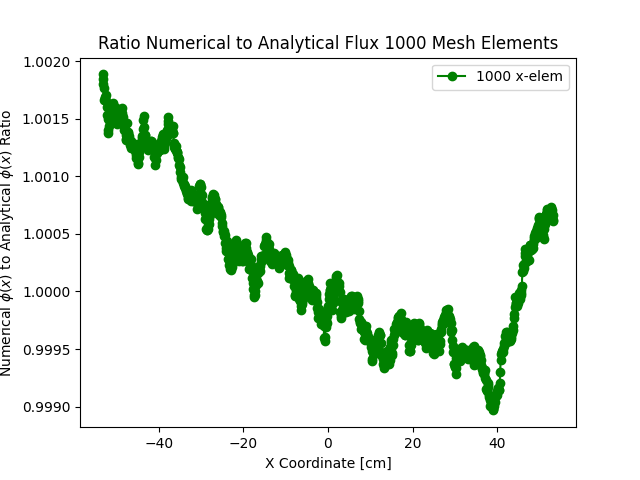 Ratio Numerical to Analytical Flux 1000 Mesh Elements
1000 x-elem
Numerical ϕ(x) to Analytical ϕ(x) Ratio
1.0020
1.0015
1.0010
1.0005
1.0000
0.9995
0.9990
−40 −20 0 20 40
X Coordinate [cm]